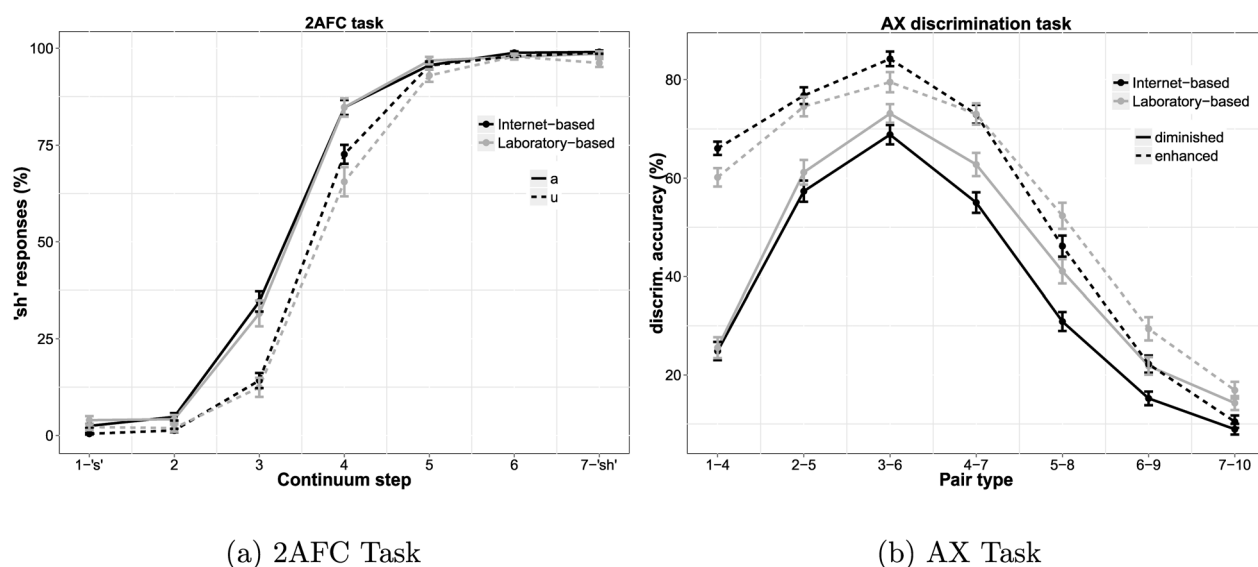 2AFC task
'sh' responses (%)
100
75
50
25
0
Internet-based
Laboratory-based
a
u
1-'s' 2 3 4 5 6 7-'sh'
Continuum step
(a) 2AFC Task
AX discrimination task
discrim. accuracy (%)
80
60
40
20
Internet-based
Laboratory-based
diminished
enhanced
1-4 2-5 3-6 4-7 5-8 6-9 7-10
Pair type
(b) AX Task